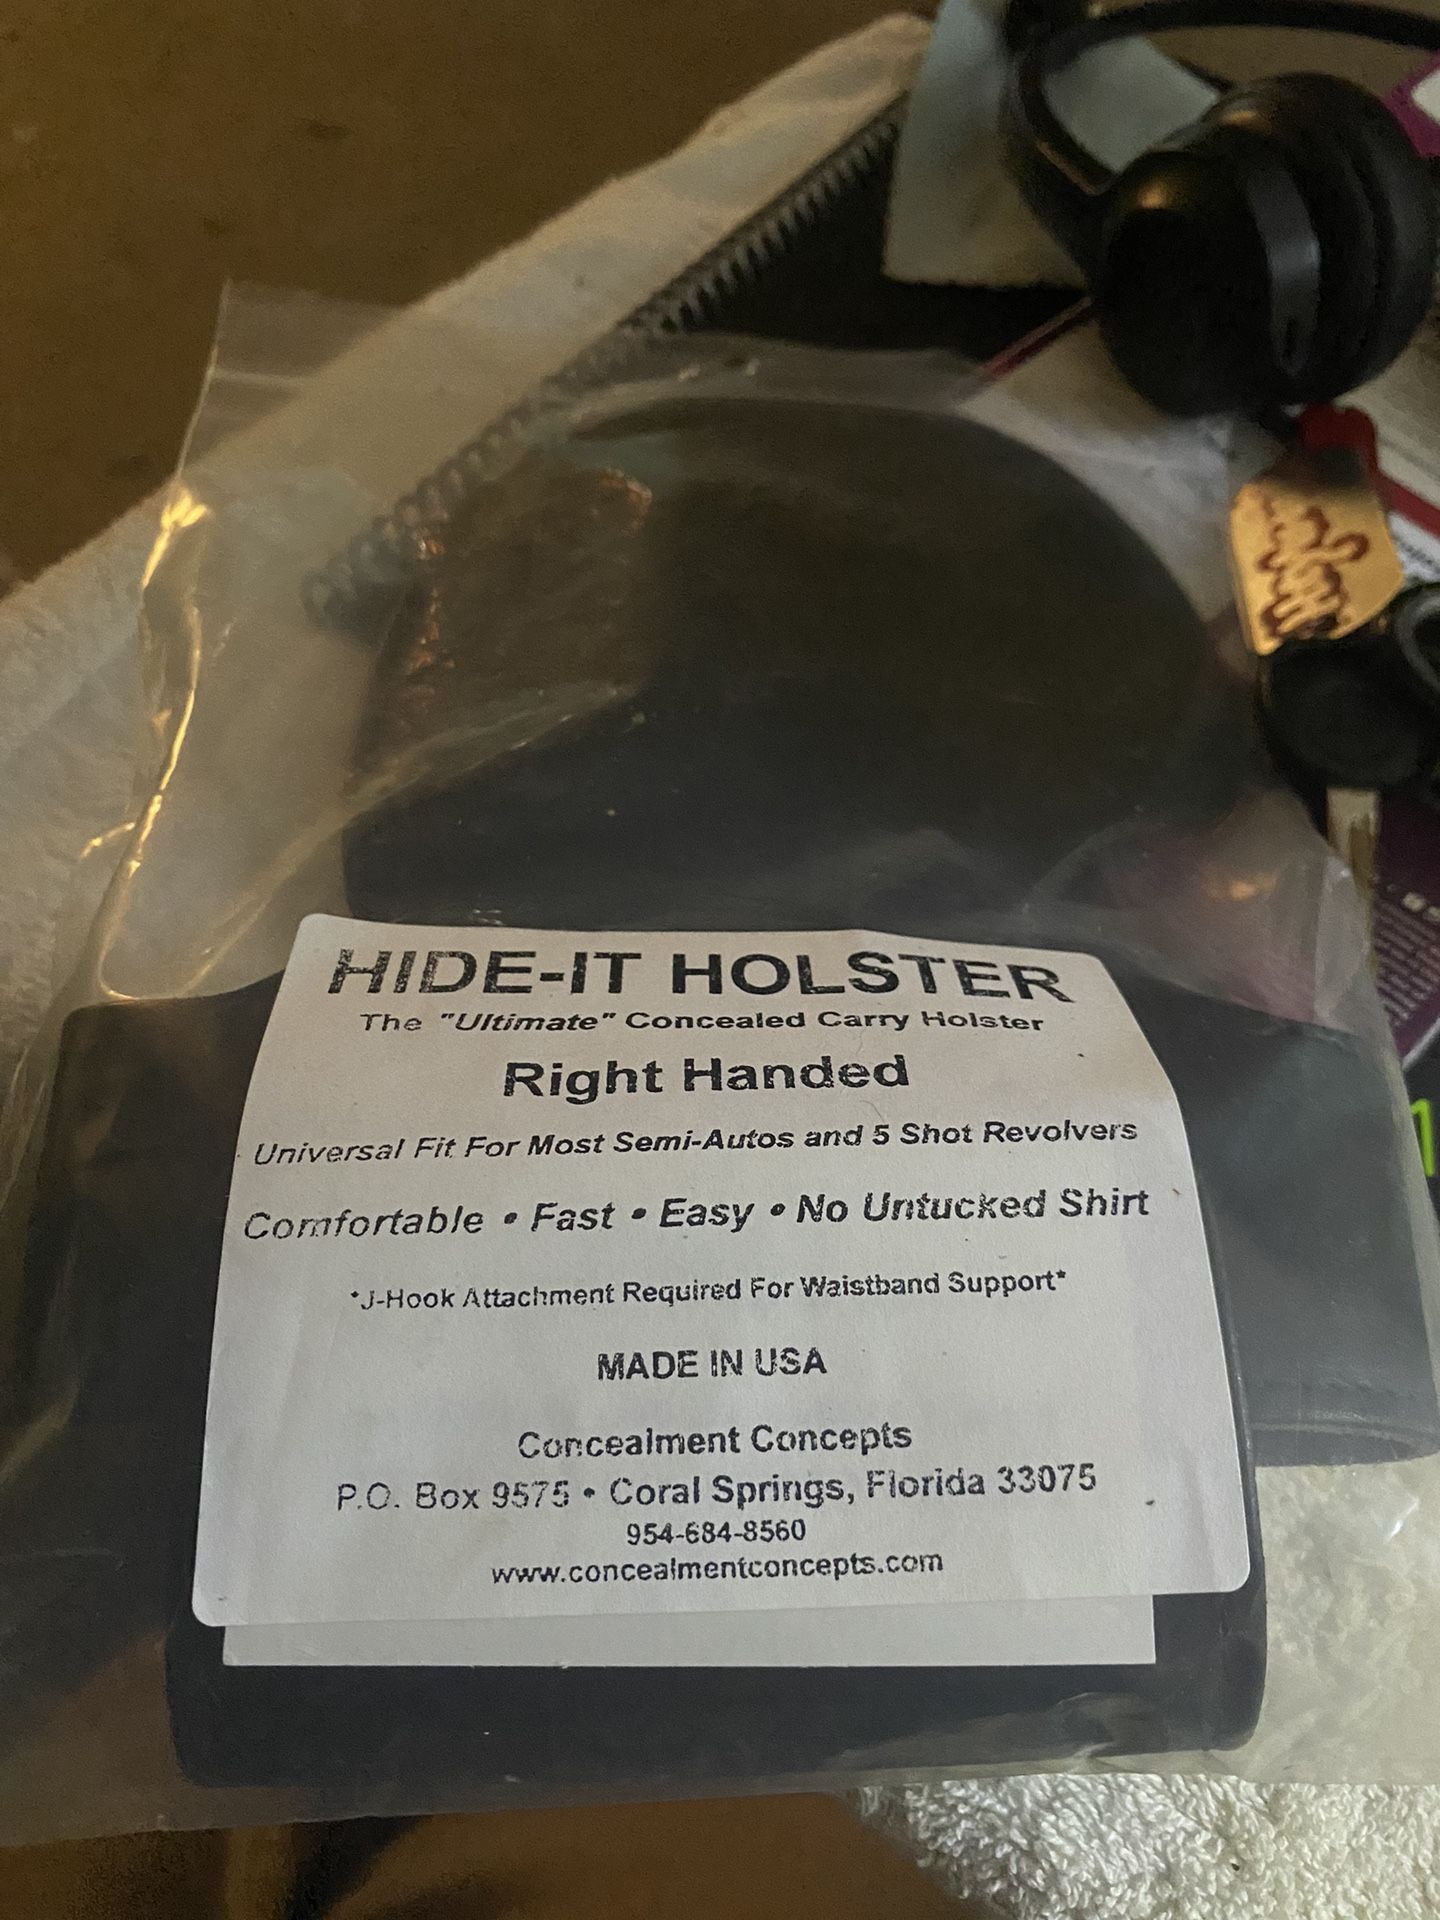 HIDE-IT HOLSTER
The "Ultimate" Concealed Carry Holster
Right Handed
Universal Fit For Most Semi-Autos and 5 Shot Revolvers
Comfortable • Fast • Easy • No Untucked Shirt
*J-Hook Attachment Required For Waistband Support*
MADE IN USA
Concealment Concepts
P.O. Box 9575 • Coral Springs, Florida 33075
954-684-8560
www.concealmentconcepts.com